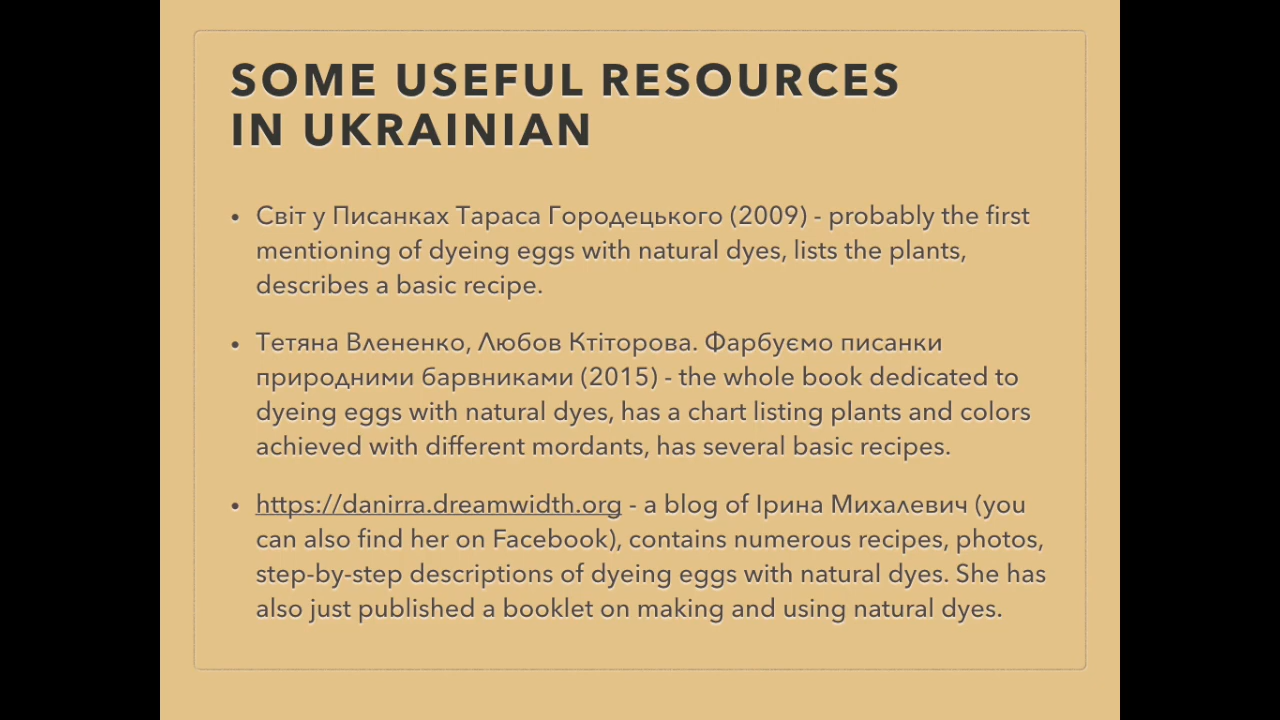 SOME USEFUL RESOURCES
IN UKRAINIAN
• Світ у Писанках Тараса Городецького (2009) - probably the first
mentioning of dyeing eggs with natural dyes, lists the plants,
describes a basic recipe.
• Тетяна Влененко, Любов Ктіторова. Фарбуємо писанки
природними барвниками (2015) - the whole book dedicated to
dyeing eggs with natural dyes, has a chart listing plants and colors
achieved with different mordants, has several basic recipes.
• https://danirra.dreamwidth.org - a blog of Ірина Михалевич (you
can also find her on Facebook), contains numerous recipes, photos,
step-by-step descriptions of dyeing eggs with natural dyes. She has
also just published a booklet on making and using natural dyes.